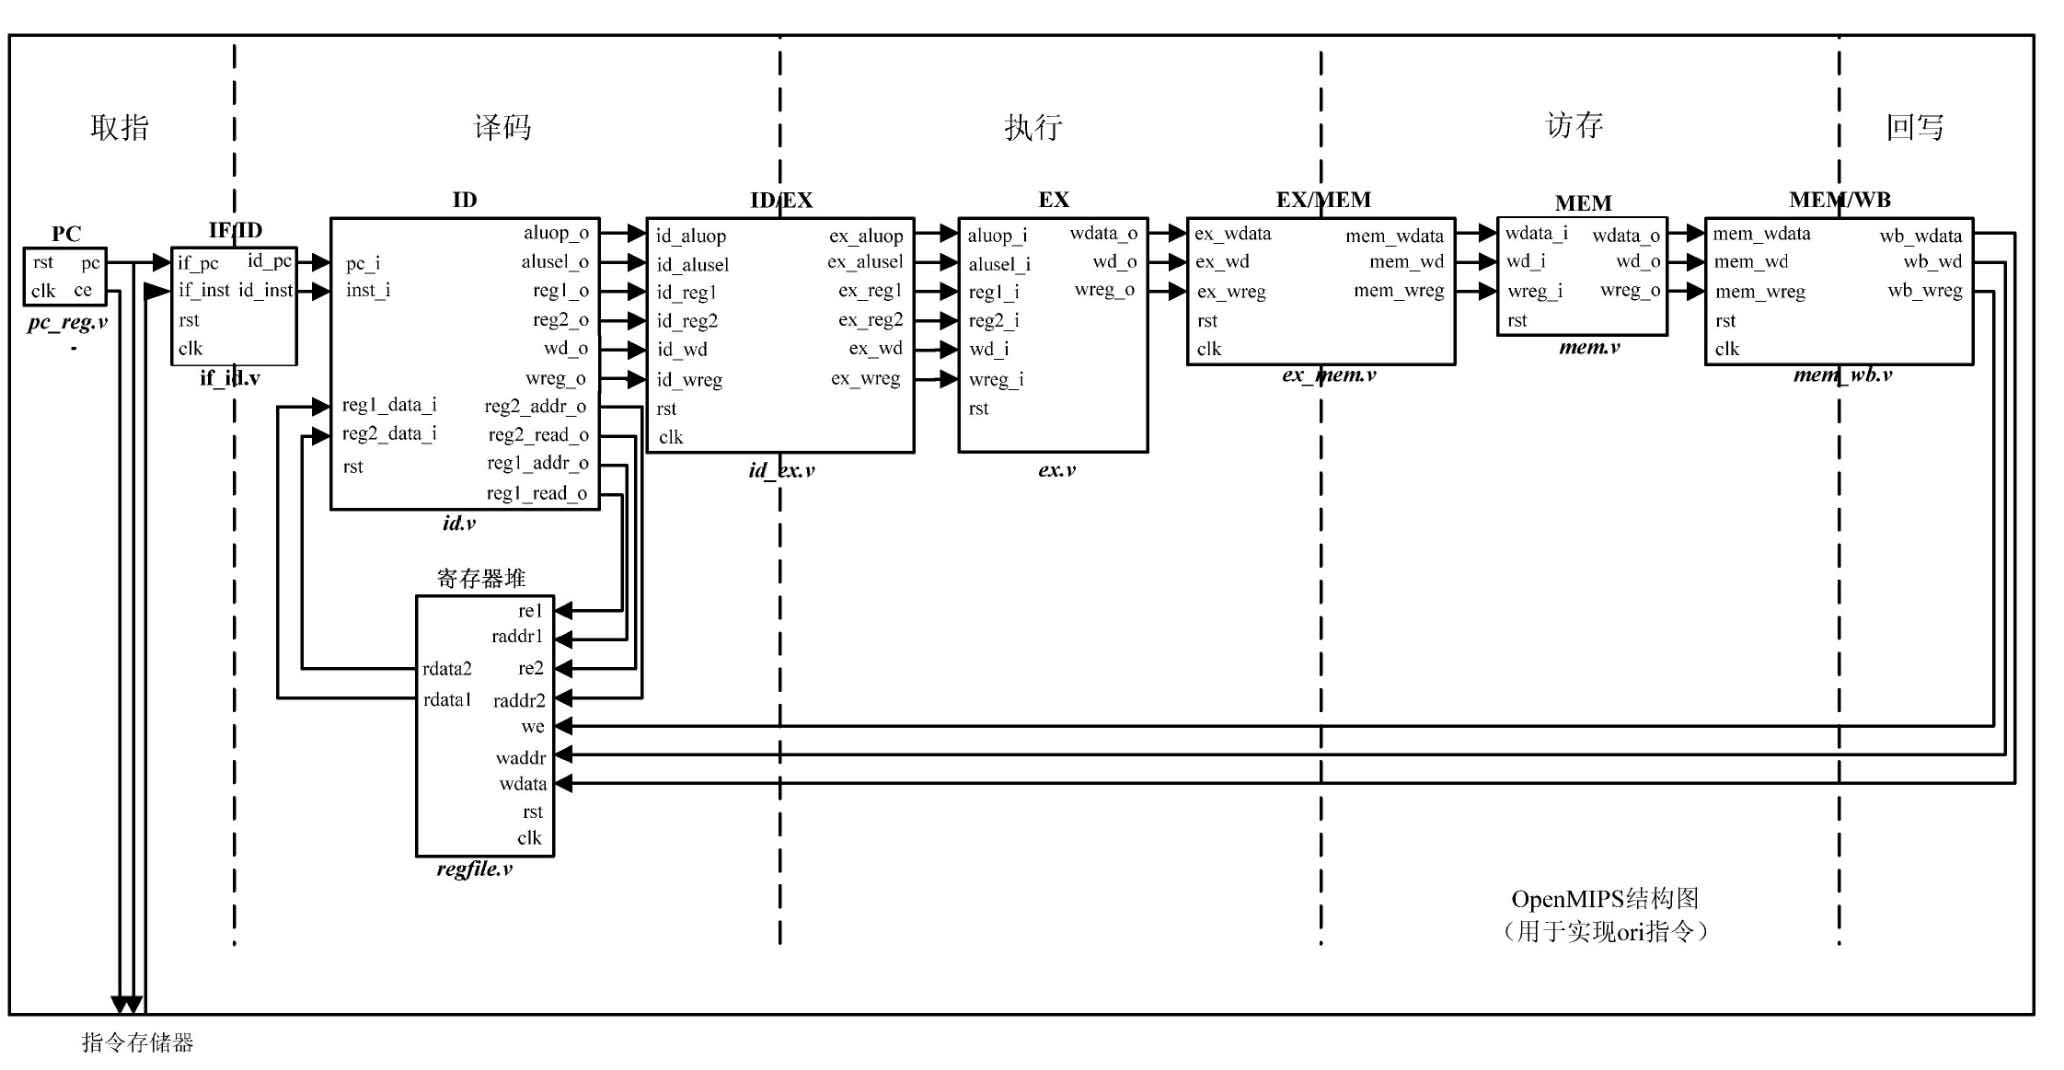 取指
译码
执行
访存
回写
PC
rst pc
clk ce
pc_reg.v
IF/ID
if_pc id_pc
if_inst id_inst
rst
clk
if_id.v
ID
aluop_o
alusel_o
pc_i
inst_i
reg1_o
reg2_o
wd_o
wreg_o
reg1_data_i reg2_addr_o
reg2_data_i reg2_read_o
rst reg1_addr_o
reg1_read_o
id.v
ID/EX
id_aluop ex_aluop
id_alusel ex_alusel
id_reg1 ex_reg1
id_reg2 ex_reg2
id_wd ex_wd
id_wreg ex_wreg
rst
clk
id_ex.v
EX
aluop_i wdata_o
alusel_i wd_o
reg1_i wreg_o
reg2_i
wd_i
wreg_i
rst
ex.v
EX/MEM
ex_wdata mem_wdata
ex_wd mem_wd
ex_wreg mem_wreg
rst
clk
ex_mem.v
MEM
wdata_i wdata_o
wd_i wd_o
wreg_i wreg_o
rst
mem.v
MEM/WB
mem_wdata wb_wdata
mem_wd wb_wd
mem_wreg wb_wreg
rst
clk
mem_wb.v
寄存器堆
re1
raddr1
rdata2 re2
rdata1 raddr2
we
waddr
wdata
rst
clk
regfile.v
OpenMIPS结构图
（用于实现ori指令）
指令存储器